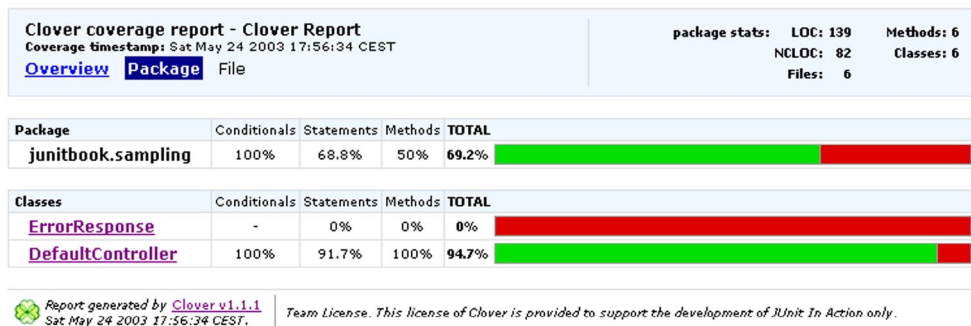 Clover coverage report - Clover Report
Coverage timestamp: Sat May 24 2003 17:56:34 CEST
Overview Package File
package stats: LOC: 139 Methods: 6
NCLOC: 82 Classes: 6
Files: 6
Package Conditionals Statements Methods TOTAL
junitbook.sampling 100% 68.8% 50% 69.2%
Classes Conditionals Statements Methods TOTAL
ErrorResponse - 0% 0% 0%
DefaultController 100% 91.7% 100% 94.7%
Report generated by Clover v1.1.1
Sat May 24 2003 17:56:34 CEST.
Team License. This license of Clover is provided to support the development of JUnit In Action only.